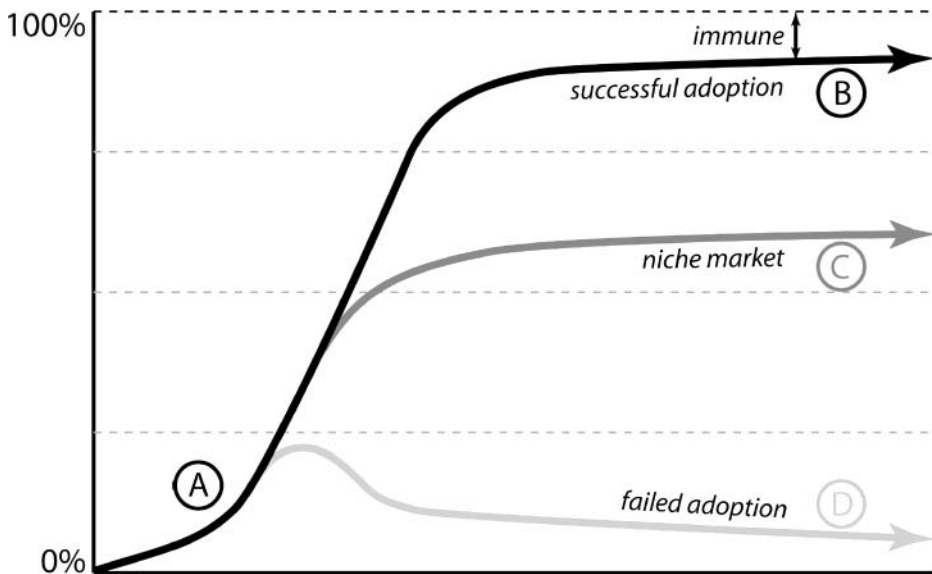 100%
immune
successful adoption
B
niche market
C
A
failed adoption
D
0%